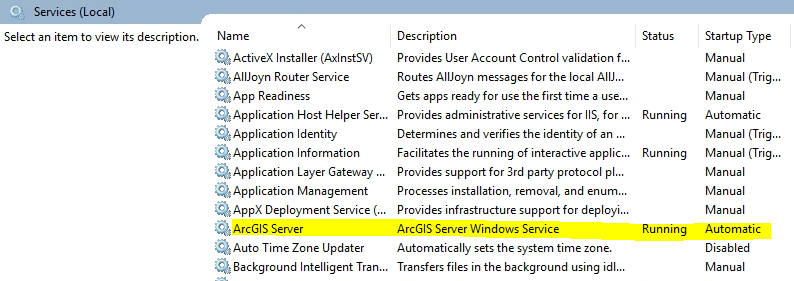 Services (Local)
Select an item to view its description.
Name Description Status Startup Type
ActiveX Installer (AxInstSV) Provides User Account Control validation f... Manual
AllJoyn Router Service Routes AllJoyn messages for the local AllJ... Manual (Trig...
App Readiness Gets apps ready for use the first time a use... Manual
Application Host Helper Ser... Provides administrative services for IIS, for ... Running Automatic
Application Identity Determines and verifies the identity of an ... Manual (Trig...
Application Information Facilitates the running of interactive applic... Running Manual (Trig...
Application Layer Gateway ... Provides support for 3rd party protocol pl... Manual
Application Management Processes installation, removal, and enum... Manual
AppX Deployment Service (... Provides infrastructure support for deployi... Manual
ArcGIS Server ArcGIS Server Windows Service Running Automatic
Auto Time Zone Updater Automatically sets the system time zone. Disabled
Background Intelligent Tran... Transfers files in the background using idl... Manual